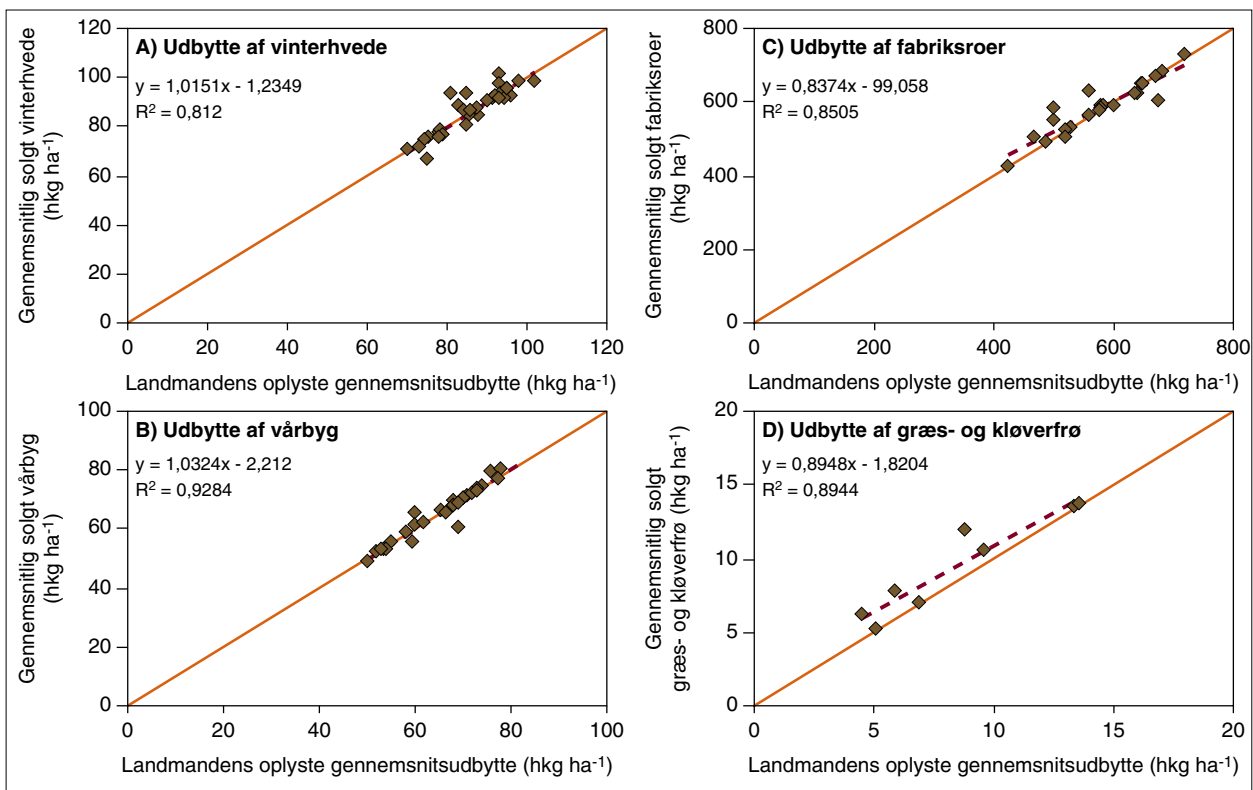 A) Udbytte af vinterhvede
y = 1,0151x - 1,2349
R² = 0,812
Gennemsnitlig solgt vinterhvede
(hkg ha⁻¹)
120
100
80
60
40
20
0
0 20 40 60 80 100 120
Landmandens oplyste gennemsnitsudbytte (hkg ha⁻¹)
C) Udbytte af fabriksroer
y = 0,8374x - 99,058
R² = 0,8505
Gennemsnitlig solgt fabriksroer
(hkg ha⁻¹)
800
600
400
200
0
0 200 400 600 800
Landmandens oplyste gennemsnitsudbytte (hkg ha⁻¹)
B) Udbytte af vårbyg
y = 1,0324x - 2,212
R² = 0,9284
Gennemsnitlig solgt vårbyg
(hkg ha⁻¹)
100
80
60
40
20
0
0 20 40 60 80 100
Landmandens oplyste gennemsnitsudbytte (hkg ha⁻¹)
D) Udbytte af græs- og kløverfrø
y = 0,8948x - 1,8204
R² = 0,8944
Gennemsnitlig solgt
græs- og kløverfrø (hkg ha⁻¹)
20
15
10
5
0
0 5 10 15 20
Landmandens oplyste gennemsnitsudbytte (hkg ha⁻¹)